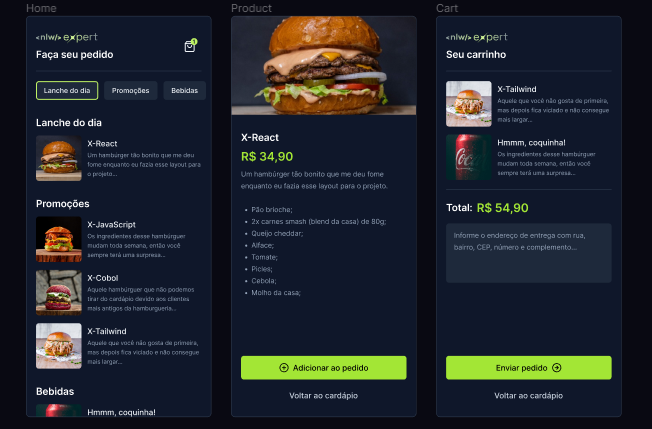 Home
<nlw/> expert
1
Faça seu pedido
Lanche do dia
Promoções
Bebidas
Lanche do dia
X-React
Um hambúrger tão bonito que me deu
fome enquanto eu fazia esse layout para
o projeto...
Promoções
X-JavaScript
Os ingredientes desse hambúrguer
mudam toda semana, então você
sempre terá uma surpresa...
X-Cobol
Aquele hambúrguer que não podemos
tirar do cardápio devido aos clientes
mais antigos da hamburgueria...
X-Tailwind
Aquele que você não gosta de primeira,
mas depois fica viciado e não consegue
mais largar...
Bebidas
Hmmm, coquinha!
Product
X-React
R$ 34,90
Um hambúrger tão bonito que me deu fome
enquanto eu fazia esse layout para o projeto.
• Pão brioche;
• 2x carnes smash (blend da casa) de 80g;
• Queijo cheddar;
• Alface;
• Tomate;
• Picles;
• Cebola;
• Molho da casa;
Adicionar ao pedido
Voltar ao cardápio
Cart
<nlw/> expert
Seu carrinho
X-Tailwind
Aquele que você não gosta de primeira,
mas depois fica viciado e não consegue
mais largar...
Hmmm, coquinha!
Os ingredientes desse hambúrguer
mudam toda semana, então você
sempre terá uma surpresa...
Total: R$ 54,90
Informe o endereço de entrega com rua,
bairro, CEP, número e complemento...
Enviar pedido
Voltar ao cardápio